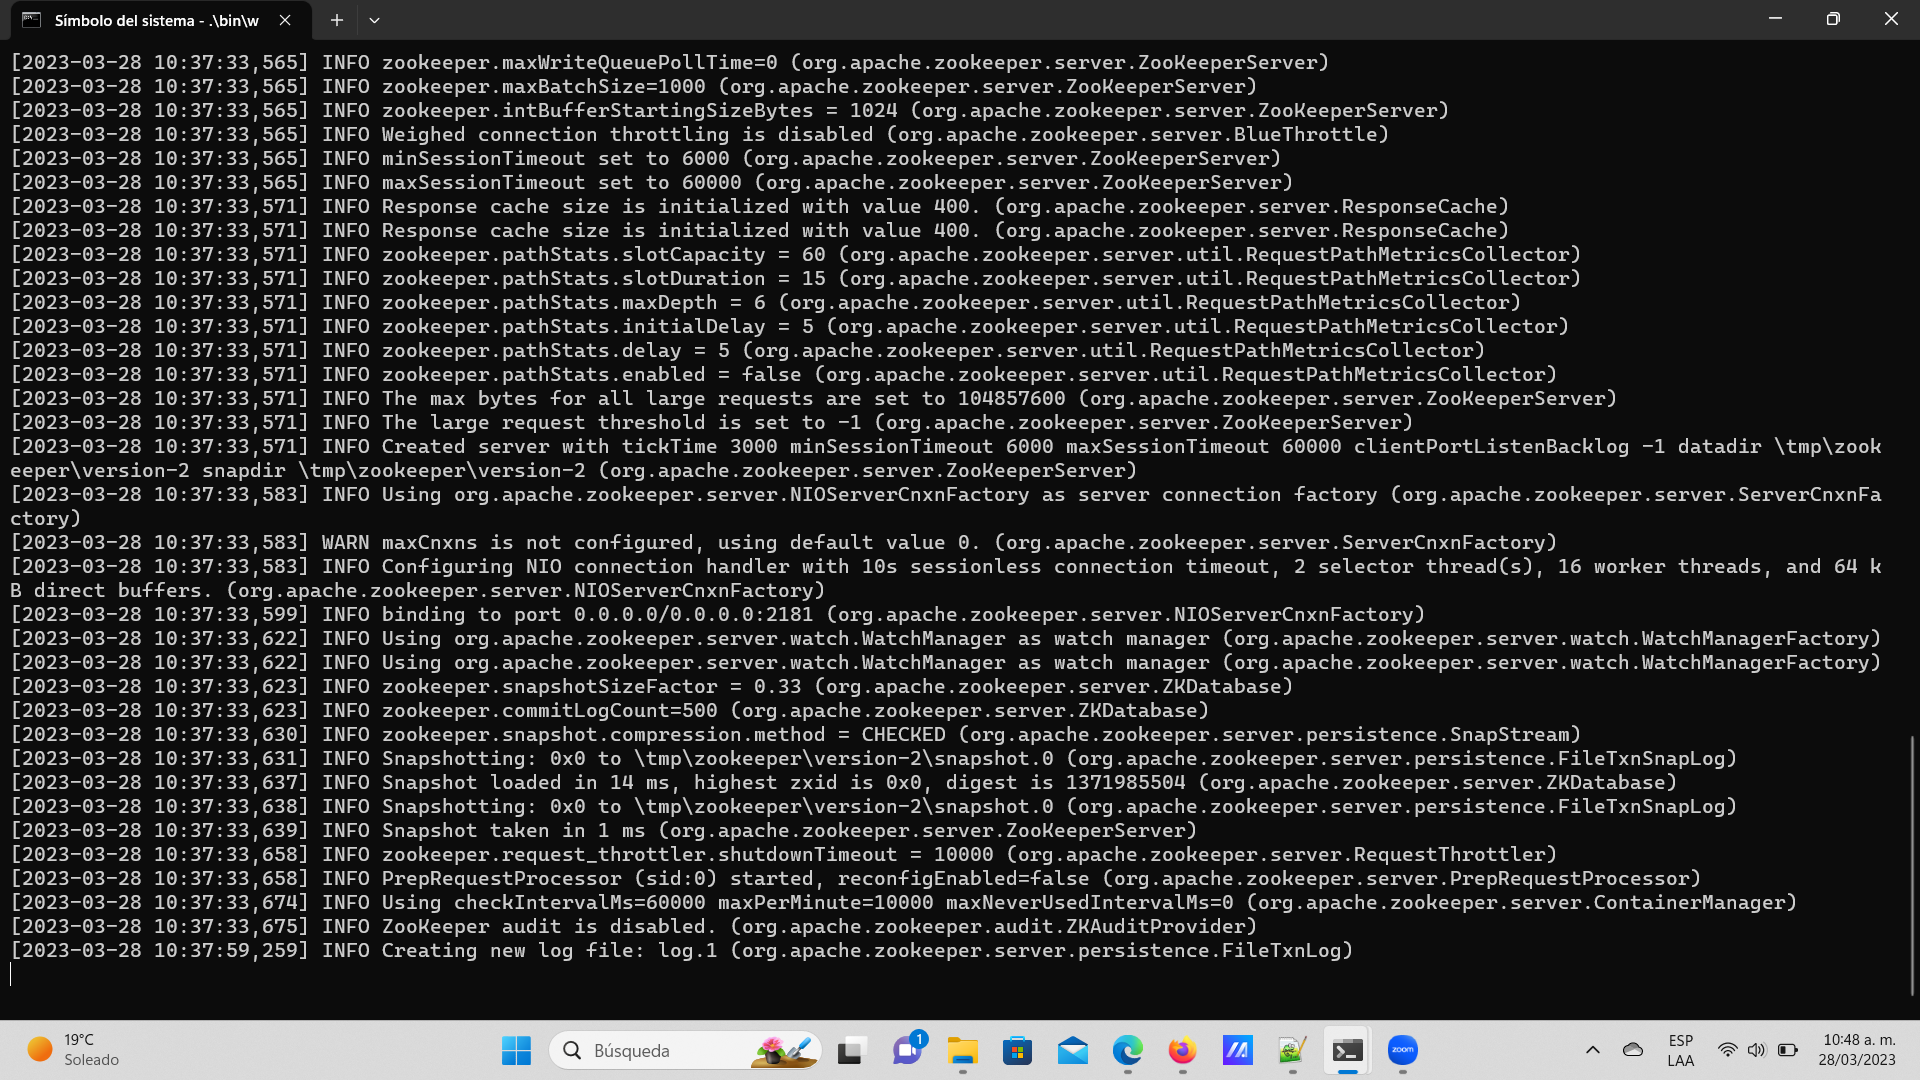 Símbolo del sistema - .\bin\w
[2023-03-28 10:37:33,565] INFO zookeeper.maxWriteQueuePollTime=0 (org.apache.zookeeper.server.ZooKeeperServer)
[2023-03-28 10:37:33,565] INFO zookeeper.maxBatchSize=1000 (org.apache.zookeeper.server.ZooKeeperServer)
[2023-03-28 10:37:33,565] INFO zookeeper.intBufferStartingSizeBytes = 1024 (org.apache.zookeeper.server.ZooKeeperServer)
[2023-03-28 10:37:33,565] INFO Weighed connection throttling is disabled (org.apache.zookeeper.server.BlueThrottle)
[2023-03-28 10:37:33,565] INFO minSessionTimeout set to 6000 (org.apache.zookeeper.server.ZooKeeperServer)
[2023-03-28 10:37:33,565] INFO maxSessionTimeout set to 60000 (org.apache.zookeeper.server.ZooKeeperServer)
[2023-03-28 10:37:33,571] INFO Response cache size is initialized with value 400. (org.apache.zookeeper.server.ResponseCache)
[2023-03-28 10:37:33,571] INFO Response cache size is initialized with value 400. (org.apache.zookeeper.server.ResponseCache)
[2023-03-28 10:37:33,571] INFO zookeeper.pathStats.slotCapacity = 60 (org.apache.zookeeper.server.util.RequestPathMetricsCollector)
[2023-03-28 10:37:33,571] INFO zookeeper.pathStats.slotDuration = 15 (org.apache.zookeeper.server.util.RequestPathMetricsCollector)
[2023-03-28 10:37:33,571] INFO zookeeper.pathStats.maxDepth = 6 (org.apache.zookeeper.server.util.RequestPathMetricsCollector)
[2023-03-28 10:37:33,571] INFO zookeeper.pathStats.initialDelay = 5 (org.apache.zookeeper.server.util.RequestPathMetricsCollector)
[2023-03-28 10:37:33,571] INFO zookeeper.pathStats.delay = 5 (org.apache.zookeeper.server.util.RequestPathMetricsCollector)
[2023-03-28 10:37:33,571] INFO zookeeper.pathStats.enabled = false (org.apache.zookeeper.server.util.RequestPathMetricsCollector)
[2023-03-28 10:37:33,571] INFO The max bytes for all large requests are set to 104857600 (org.apache.zookeeper.server.ZooKeeperServer)
[2023-03-28 10:37:33,571] INFO The large request threshold is set to -1 (org.apache.zookeeper.server.ZooKeeperServer)
[2023-03-28 10:37:33,571] INFO Created server with tickTime 3000 minSessionTimeout 6000 maxSessionTimeout 60000 clientPortListenBacklog -1 datadir \tmp\zook
eeper\version-2 snapdir \tmp\zookeeper\version-2 (org.apache.zookeeper.server.ZooKeeperServer)
[2023-03-28 10:37:33,583] INFO Using org.apache.zookeeper.server.NIOServerCnxnFactory as server connection factory (org.apache.zookeeper.server.ServerCnxnFa
ctory)
[2023-03-28 10:37:33,583] WARN maxCnxns is not configured, using default value 0. (org.apache.zookeeper.server.ServerCnxnFactory)
[2023-03-28 10:37:33,583] INFO Configuring NIO connection handler with 10s sessionless connection timeout, 2 selector thread(s), 16 worker threads, and 64 k
B direct buffers. (org.apache.zookeeper.server.NIOServerCnxnFactory)
[2023-03-28 10:37:33,599] INFO binding to port 0.0.0.0/0.0.0.0:2181 (org.apache.zookeeper.server.NIOServerCnxnFactory)
[2023-03-28 10:37:33,622] INFO Using org.apache.zookeeper.server.watch.WatchManager as watch manager (org.apache.zookeeper.server.watch.WatchManagerFactory)
[2023-03-28 10:37:33,622] INFO Using org.apache.zookeeper.server.watch.WatchManager as watch manager (org.apache.zookeeper.server.watch.WatchManagerFactory)
[2023-03-28 10:37:33,623] INFO zookeeper.snapshotSizeFactor = 0.33 (org.apache.zookeeper.server.ZKDatabase)
[2023-03-28 10:37:33,623] INFO zookeeper.commitLogCount=500 (org.apache.zookeeper.server.ZKDatabase)
[2023-03-28 10:37:33,630] INFO zookeeper.snapshot.compression.method = CHECKED (org.apache.zookeeper.server.persistence.SnapStream)
[2023-03-28 10:37:33,631] INFO Snapshotting: 0x0 to \tmp\zookeeper\version-2\snapshot.0 (org.apache.zookeeper.server.persistence.FileTxnSnapLog)
[2023-03-28 10:37:33,637] INFO Snapshot loaded in 14 ms, highest zxid is 0x0, digest is 1371985504 (org.apache.zookeeper.server.ZKDatabase)
[2023-03-28 10:37:33,638] INFO Snapshotting: 0x0 to \tmp\zookeeper\version-2\snapshot.0 (org.apache.zookeeper.server.persistence.FileTxnSnapLog)
[2023-03-28 10:37:33,639] INFO Snapshot taken in 1 ms (org.apache.zookeeper.server.ZooKeeperServer)
[2023-03-28 10:37:33,658] INFO zookeeper.request_throttler.shutdownTimeout = 10000 (org.apache.zookeeper.server.RequestThrottler)
[2023-03-28 10:37:33,658] INFO PrepRequestProcessor (sid:0) started, reconfigEnabled=false (org.apache.zookeeper.server.PrepRequestProcessor)
[2023-03-28 10:37:33,674] INFO Using checkIntervalMs=60000 maxPerMinute=10000 maxNeverUsedIntervalMs=0 (org.apache.zookeeper.server.ContainerManager)
[2023-03-28 10:37:33,675] INFO ZooKeeper audit is disabled. (org.apache.zookeeper.audit.ZKAuditProvider)
[2023-03-28 10:37:59,259] INFO Creating new log file: log.1 (org.apache.zookeeper.server.persistence.FileTxnLog)
19°C
Soleado
Búsqueda
1
zoom
ESP
LAA
10:48 a. m.
28/03/2023